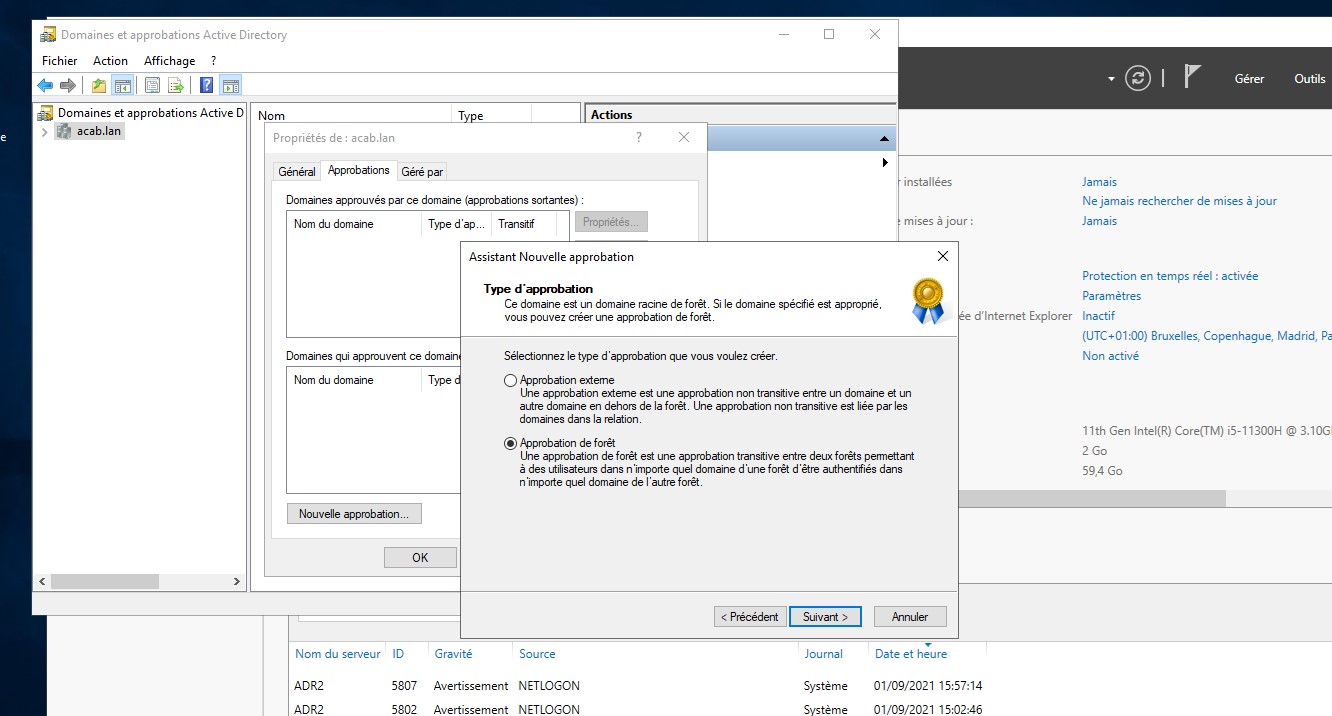 Domaines et approbations Active Directory
Fichier Action Affichage ?
Gérer Outils
Domaines et approbations Active D
acab.lan
Nom Type
Actions
Propriétés de : acab.lan ?
Général Approbations Géré par
Domaines approuvés par ce domaine (approbations sortantes) :
Nom du domaine Type d'ap... Transitif
Propriétés...
Domaines qui approuvent ce domaine
Nom du domaine Type d
Nouvelle approbation...
OK
Assistant Nouvelle approbation
Type d'approbation
Ce domaine est un domaine racine de forêt. Si le domaine spécifié est approprié,
vous pouvez créer une approbation de forêt.
Sélectionnez le type d'approbation que vous voulez créer.
Approbation externe
Une approbation externe est une approbation non transitive entre un domaine et un
autre domaine en dehors de la forêt. Une approbation non transitive est liée par les
domaines dans la relation.
Approbation de forêt
Une approbation de forêt est une approbation transitive entre deux forêts permettant
à des utilisateurs dans n'importe quel domaine d'une forêt d'être authentifiés dans
n'importe quel domaine de l'autre forêt.
< Précédent Suivant > Annuler
e
r installées Jamais
Ne jamais rechercher de mises à jour
e mises à jour : Jamais
Protection en temps réel : activée
Paramètres
ée d'Internet Explorer Inactif
(UTC+01:00) Bruxelles, Copenhague, Madrid, Pa
Non activé
11th Gen Intel(R) Core(TM) i5-11300H @ 3.10G
2 Go
59,4 Go
Nom du serveur ID Gravité Source Journal Date et heure
ADR2 5807 Avertissement NETLOGON Système 01/09/2021 15:57:14
ADR2 5802 Avertissement NETLOGON Système 01/09/2021 15:02:46